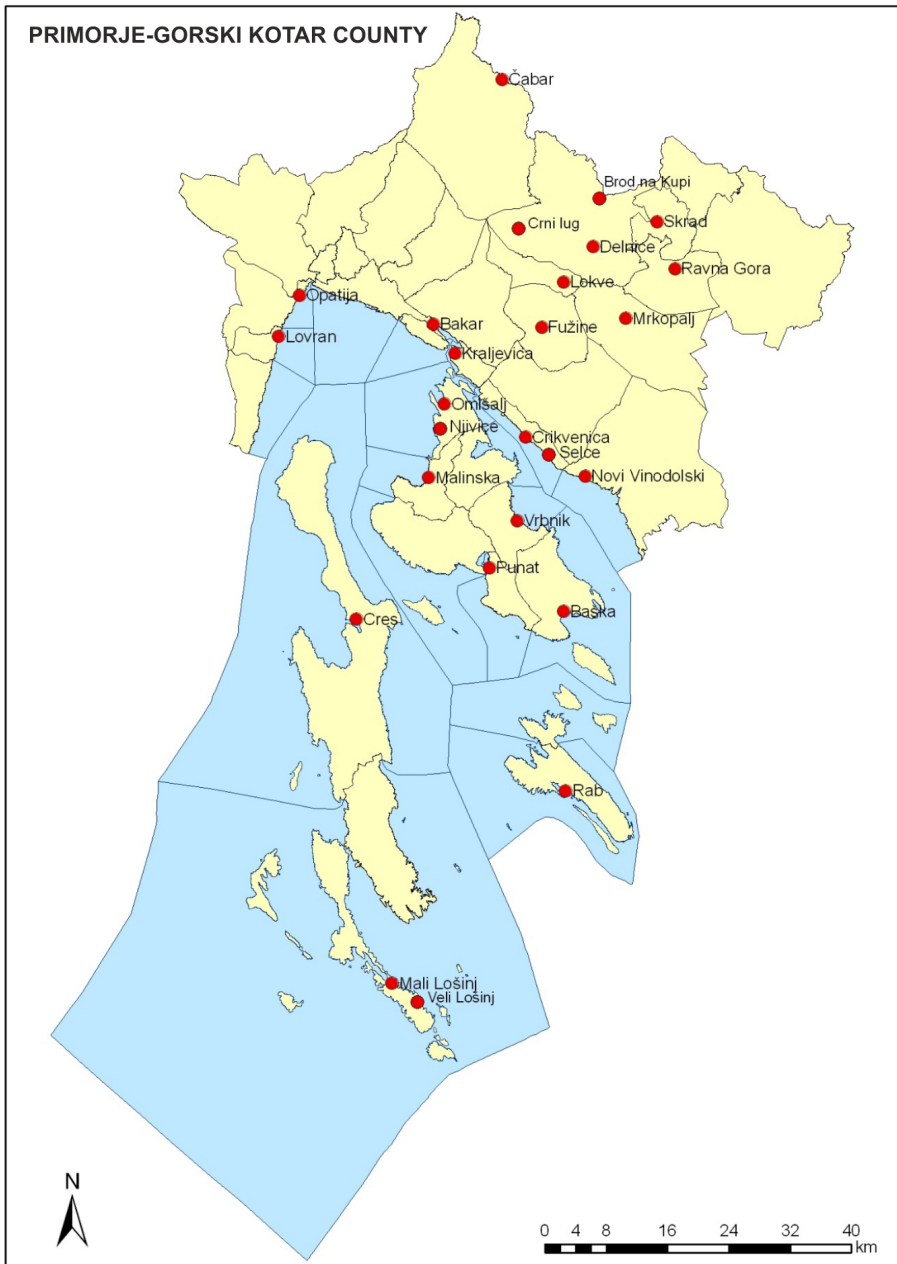 PRIMORJE-GORSKI KOTAR COUNTY
Čabar
Brod na Kupi
Skrad
Crni lug
Delnice
Ravna Gora
Lokve
Opatija
Mrkopalj
Bakar
Fužine
Lovran
Kraljevica
Omišalj
Njivice
Crikvenica
Selce
Malinska
Novi Vinodolski
Vrbnik
Punat
Baška
Cres
Rab
Mali Lošinj
Veli Lošinj
N
0 4 8 16 24 32 40
km